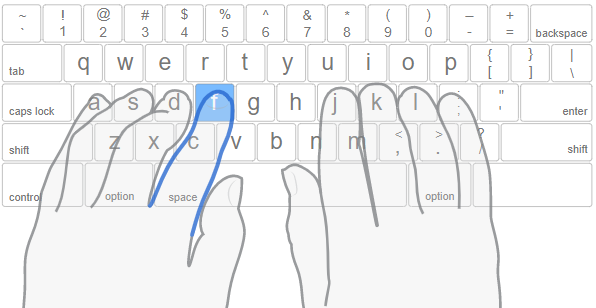 ~ ! @ # $ % ^ & * ( ) – +
` 1 2 3 4 5 6 7 8 9 0 - = backspace
tab q w e r t y u i o p { } |
[ ] \
caps lock a s d f g h j k l : "
; ' enter
shift z x c v b n m < > ? shift
, . /
control option space option